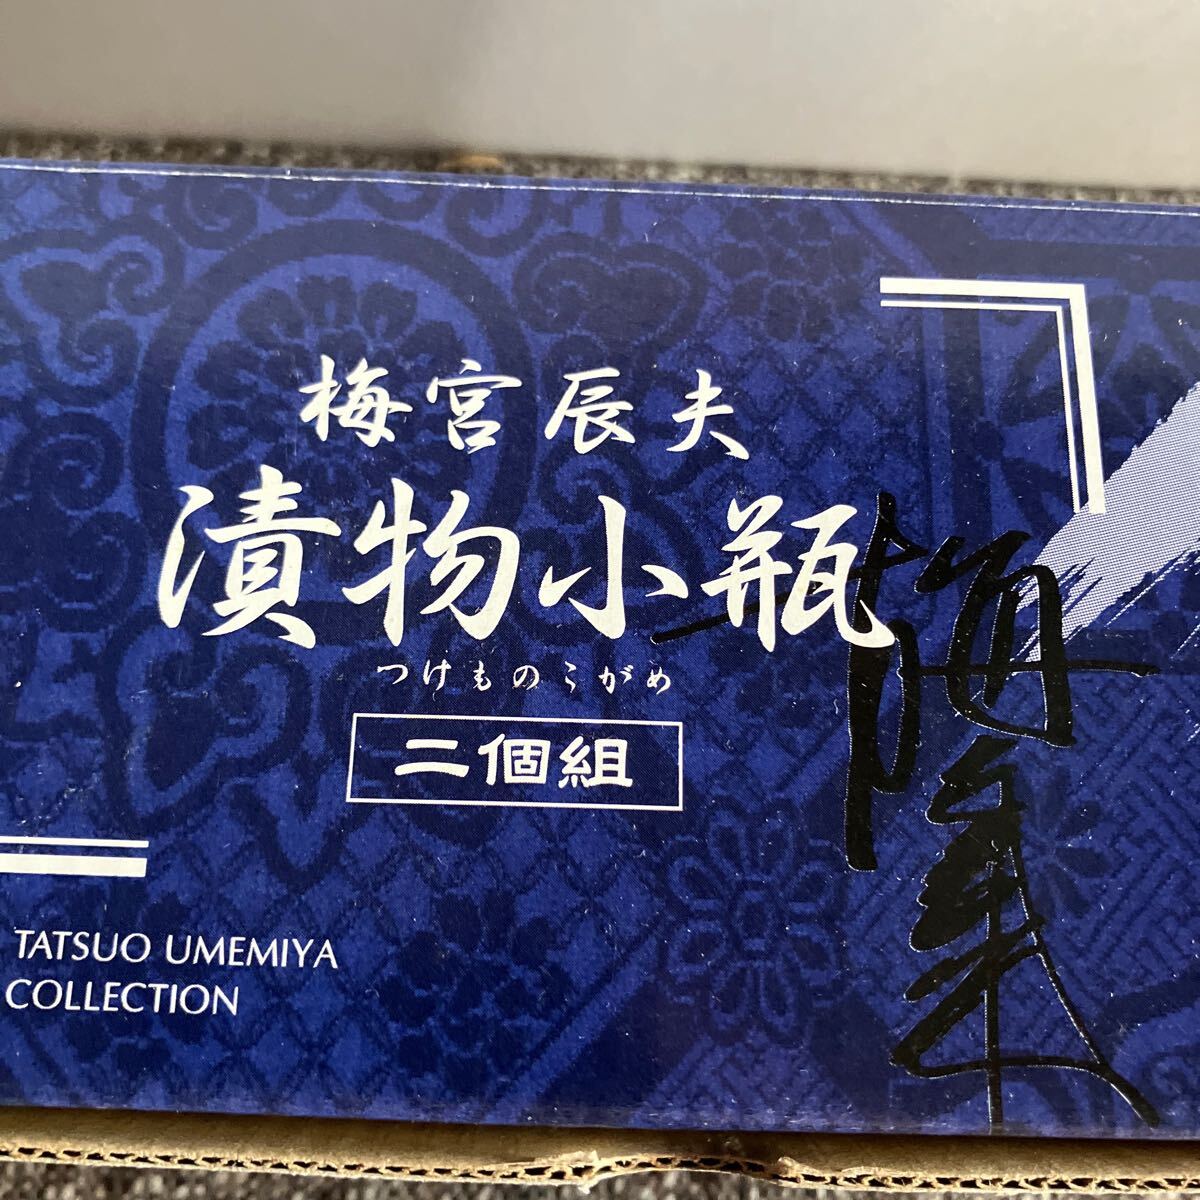 梅宮辰夫
漬物小瓶
つけものこがめ
二個組
TATSUO UMEMIYA
COLLECTION